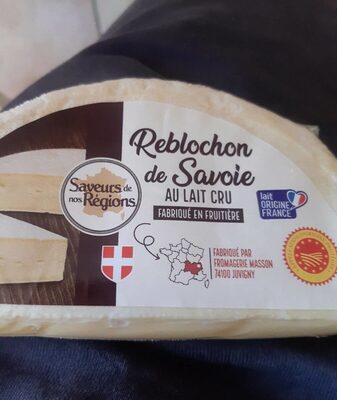 Reblochon
de Savoie
AU LAIT CRU
FABRIQUÉ EN FRUITIÈRE
Saveurs de
nos Régions
lait
ORIGINE
FRANCE
FABRIQUÉ PAR
FROMAGERIE MASSON
74100 JUVIGNY